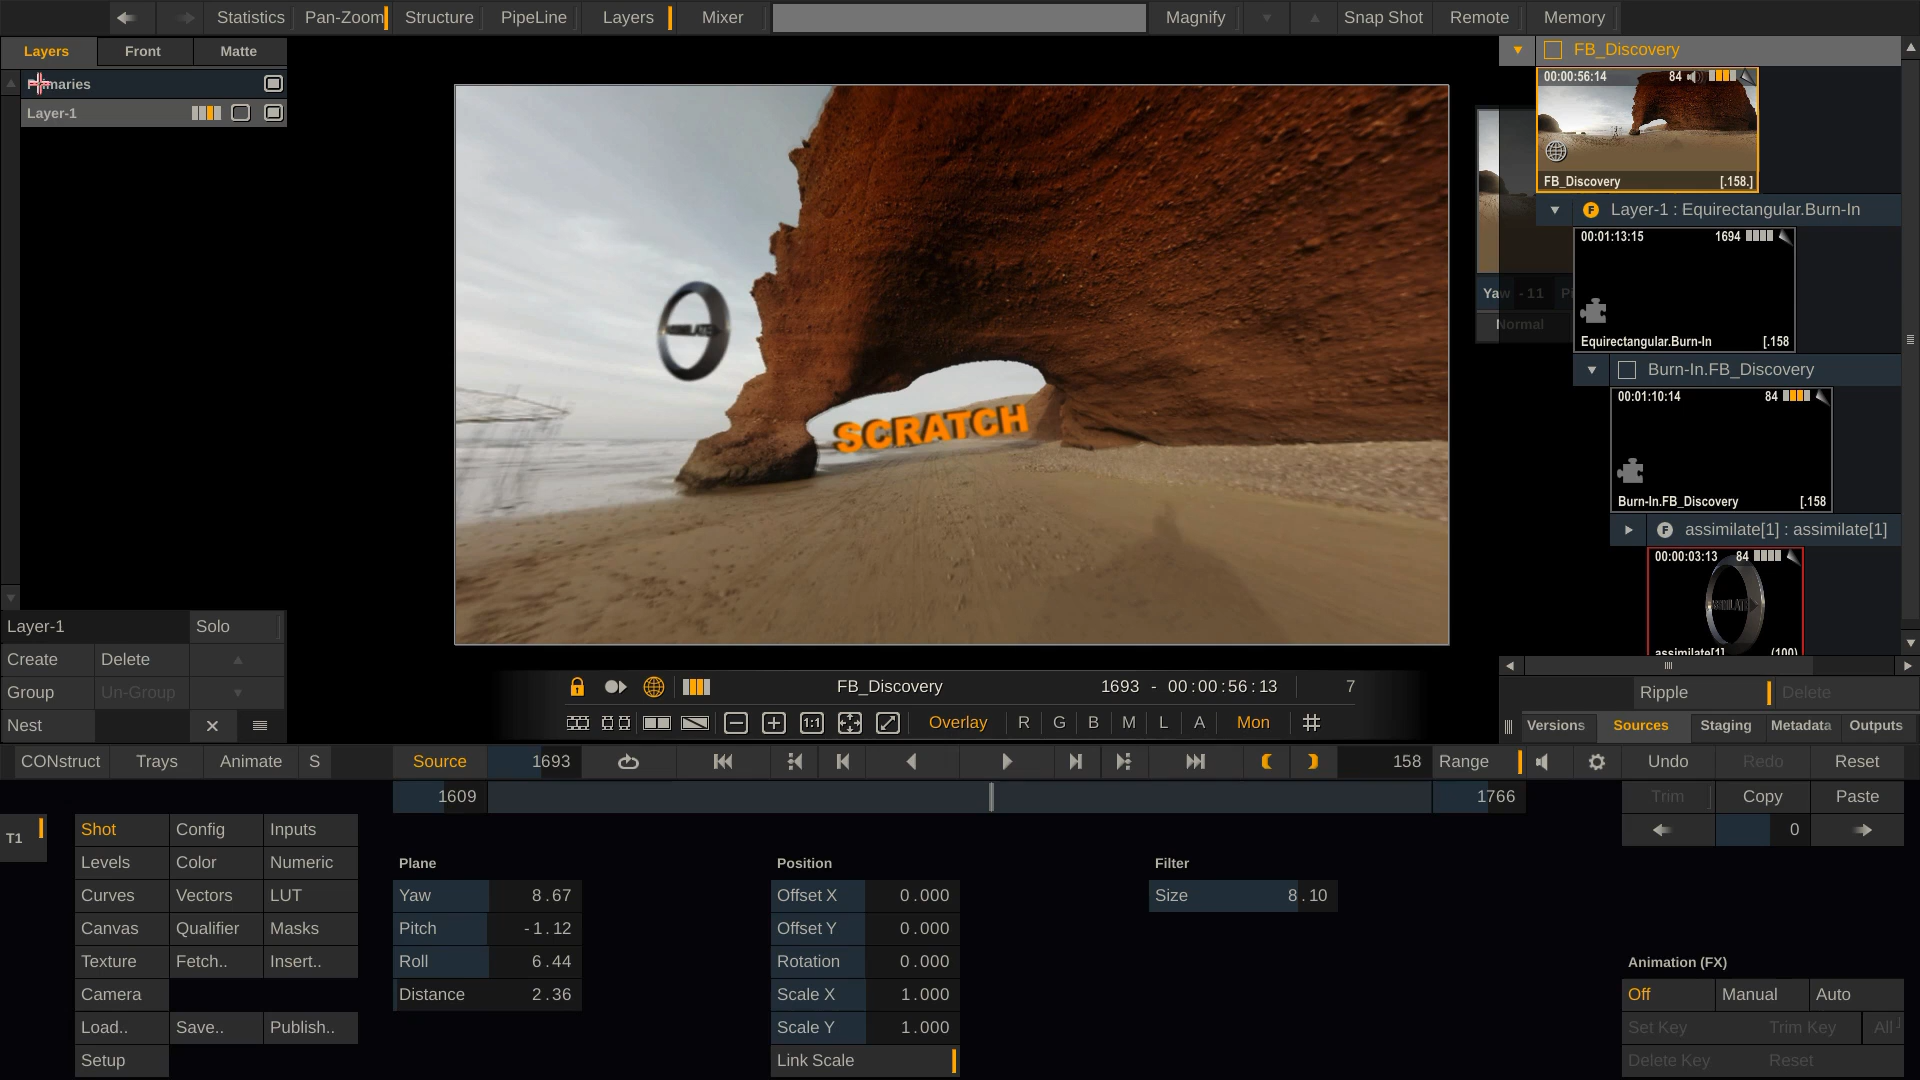 Statistics Pan-Zoom Structure PipeLine Layers Mixer Magnify Snap Shot Remote Memory
Layers Front Matte
Layer-1
FB_Discovery
00:00:56:14 84
FB_Discovery [.158.]
Layer-1 : Equirectangular.Burn-In
00:01:13:15 1694
Equirectangular.Burn-In [.158
Burn-In.FB_Discovery
00:01:10:14 84
Burn-In.FB_Discovery [.158
assimilate[1] : assimilate[1]
00:00:03:13 84
ASSIMILATE
assimilate[1] (100)
Yaw -11
Normal
ASSIMILATE
SCRATCH
Layer-1 Solo
Create Delete
Group Un-Group
Nest
FB_Discovery 1693 - 00:00:56:13 7
1:1 Overlay R G B M L A Mon
Ripple Delete
Versions Sources Staging Metadata Outputs
CONstruct Trays Animate S Source 1693 158 Range Undo Redo Reset
1609 1766 Trim Copy Paste
0
T1
Shot Config Inputs
Levels Color Numeric
Curves Vectors LUT
Canvas Qualifier Masks
Texture Fetch.. Insert..
Camera
Load.. Save.. Publish..
Setup
Plane
Yaw 8.67
Pitch -1.12
Roll 6.44
Distance 2.36
Position
Offset X 0.000
Offset Y 0.000
Rotation 0.000
Scale X 1.000
Scale Y 1.000
Link Scale
Filter
Size 8.10
Animation (FX)
Off Manual Auto
Set Key Trim Key All
Delete Key Reset